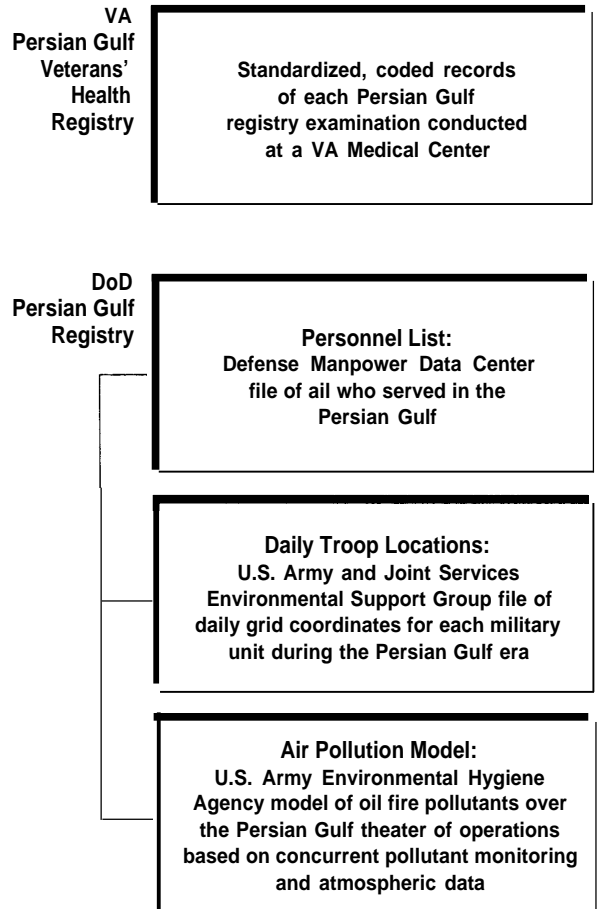 VA
Persian Gulf
Veterans'
Health
Registry
Standardized, coded records
of each Persian Gulf
registry examination conducted
at a VA Medical Center
DoD
Persian Gulf
Registry
Personnel List:
Defense Manpower Data Center
file of ail who served in the
Persian Gulf
Daily Troop Locations:
U.S. Army and Joint Services
Environmental Support Group file of
daily grid coordinates for each military
unit during the Persian Gulf era
Air Pollution Model:
U.S. Army Environmental Hygiene
Agency model of oil fire pollutants over
the Persian Gulf theater of operations
based on concurrent pollutant monitoring
and atmospheric data